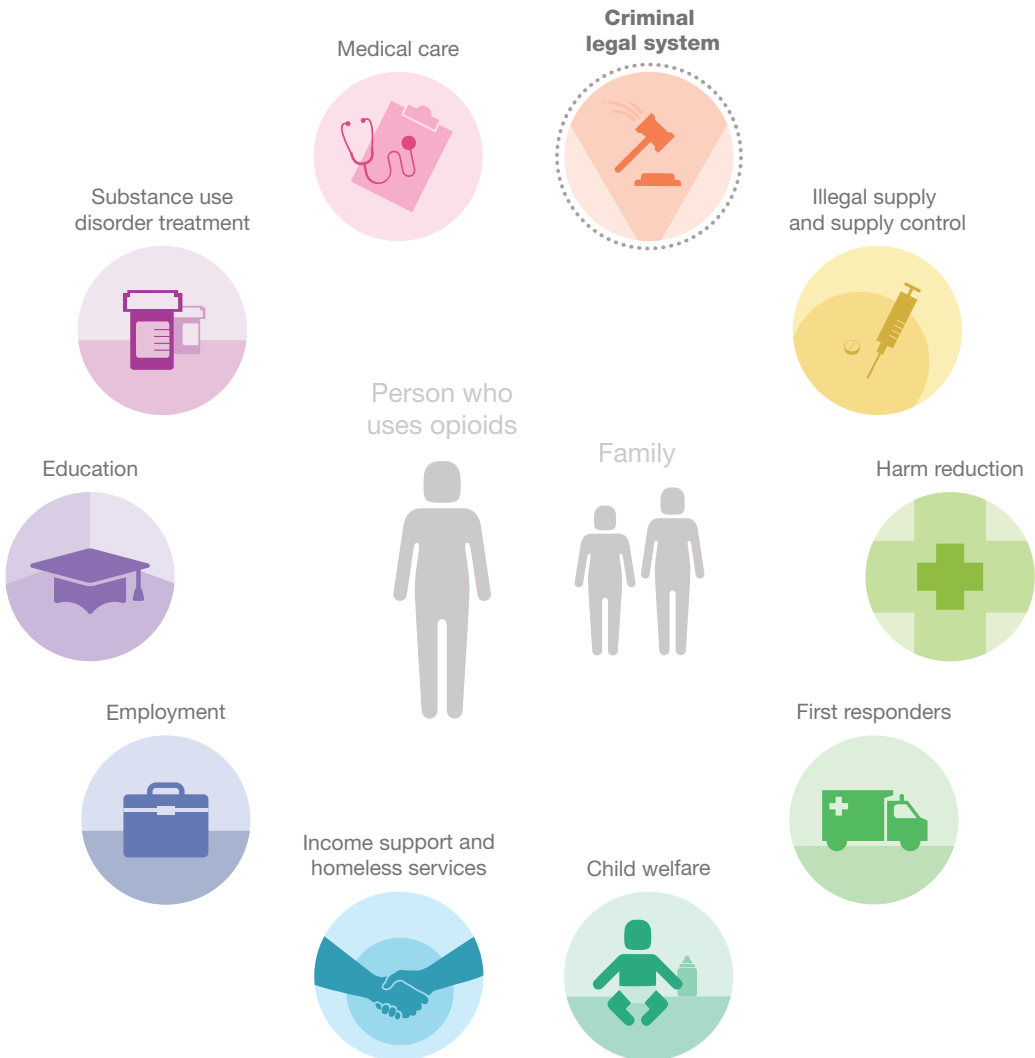 Criminal
legal system
Medical care
Substance use
disorder treatment
Illegal supply
and supply control
Person who
uses opioids
Family
Education
Harm reduction
Employment
First responders
Income support and
homeless services
Child welfare